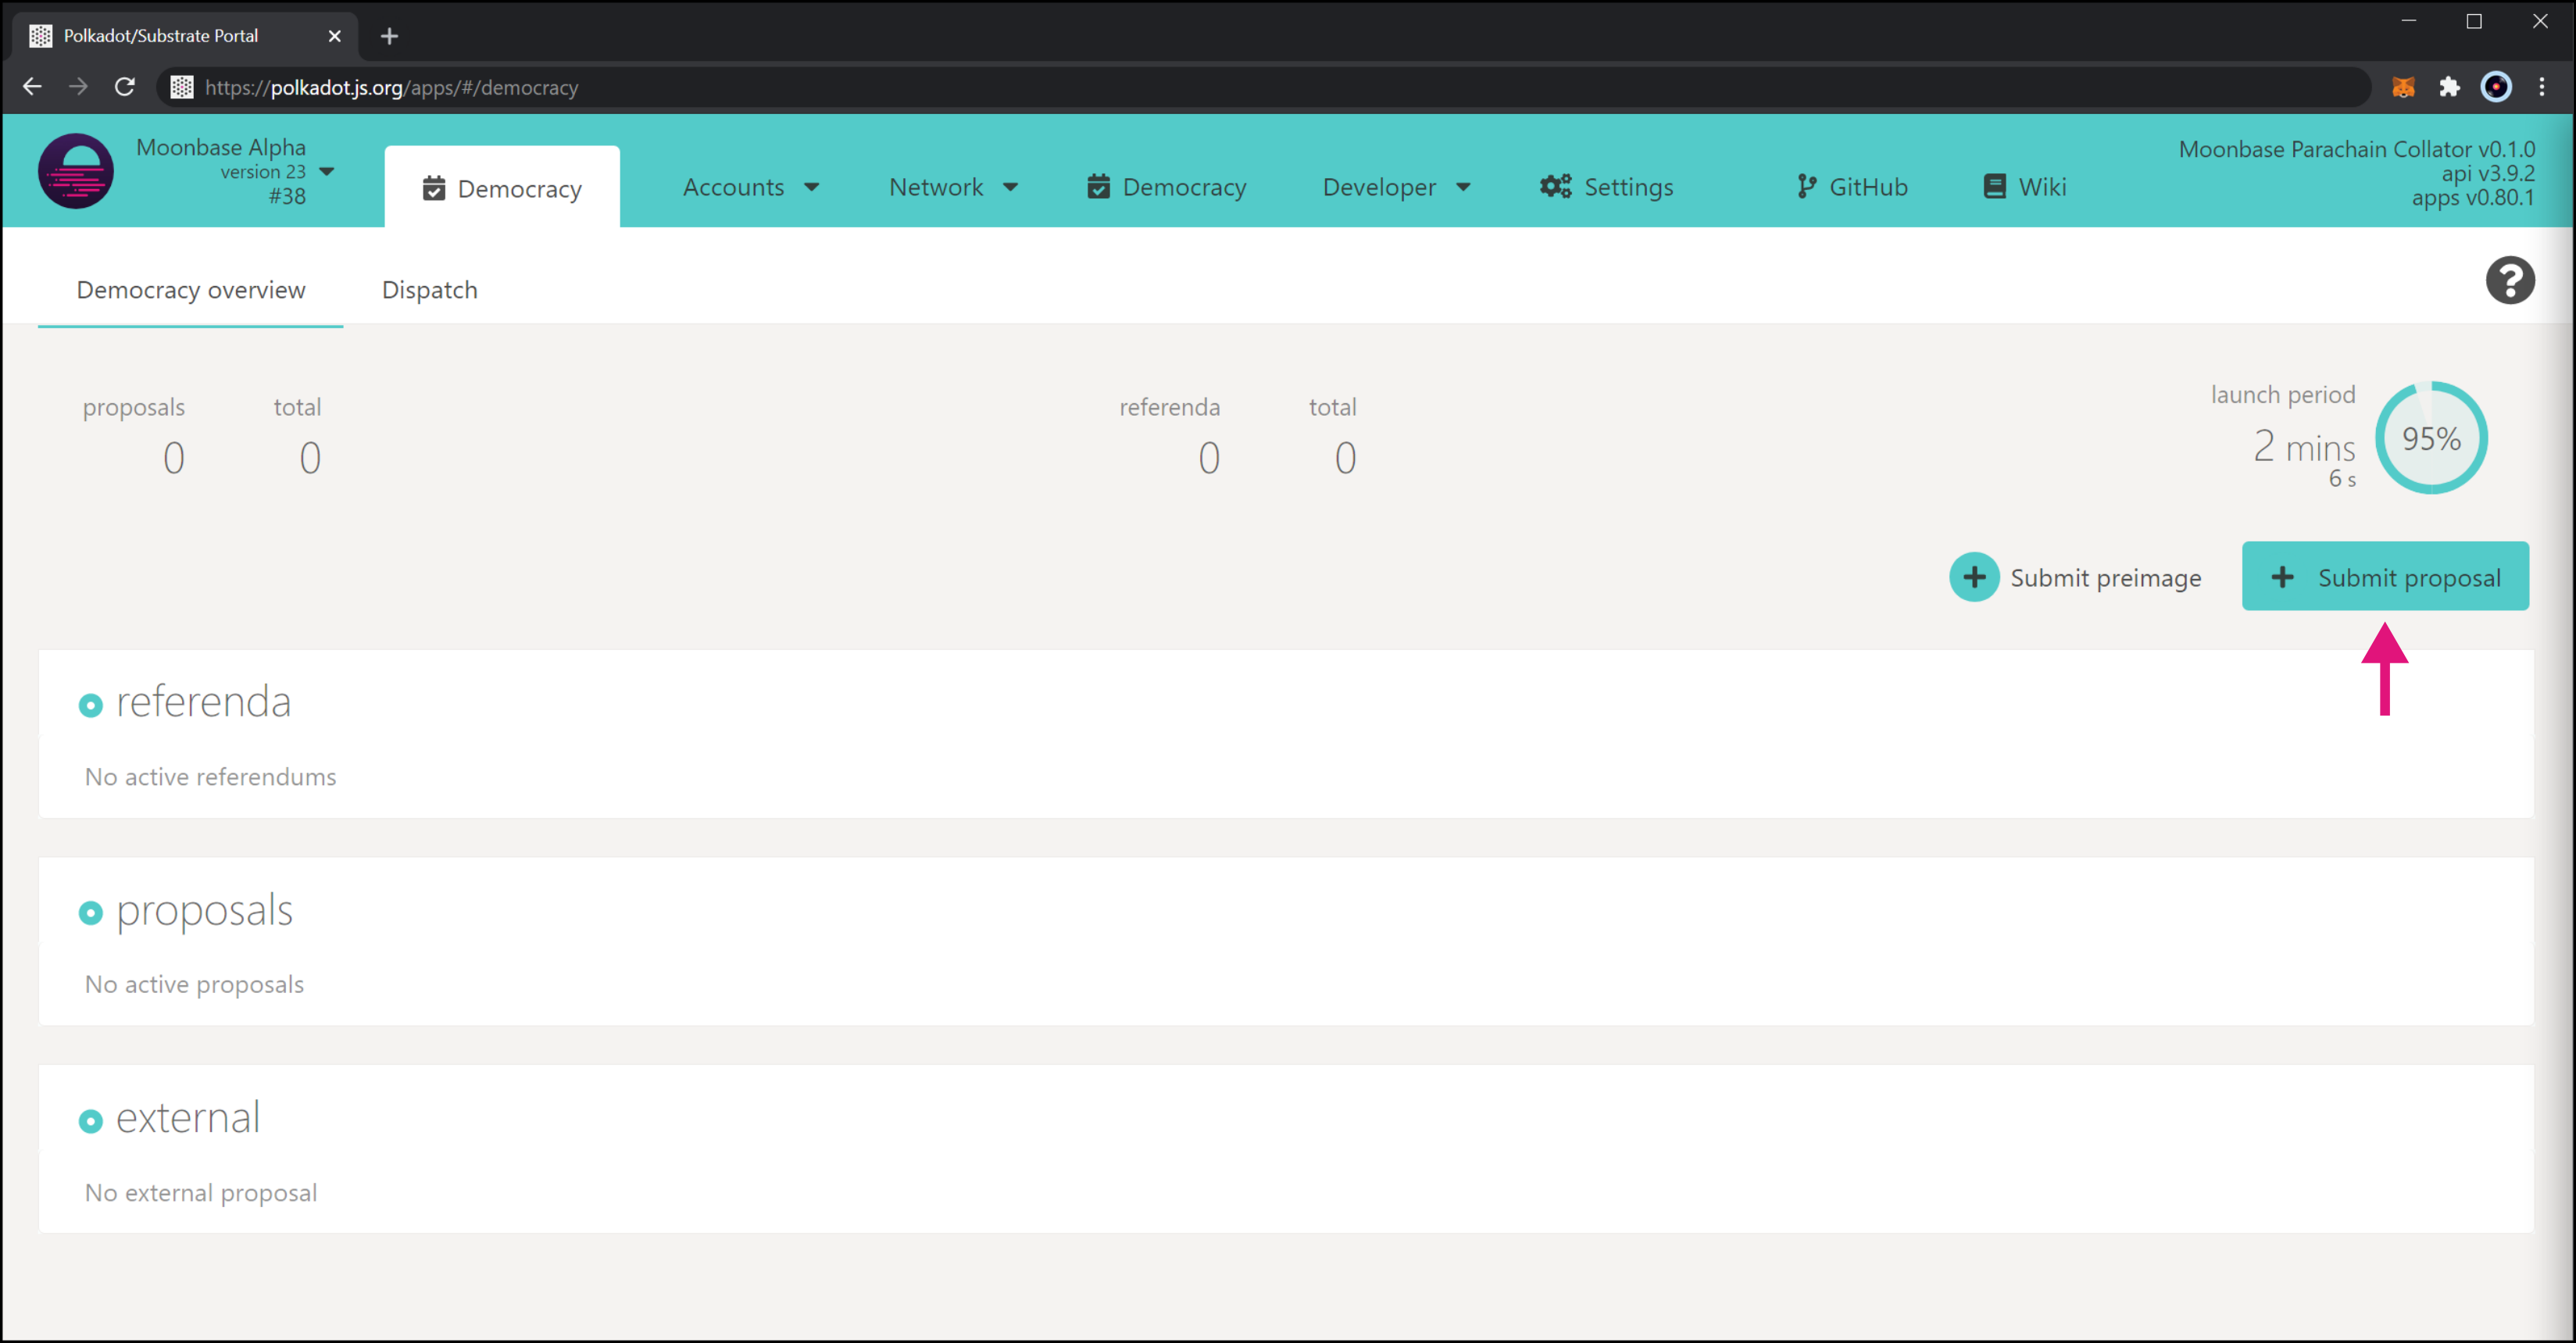 Polkadot/Substrate Portal
https://polkadot.js.org/apps/#/democracy
Moonbase Alpha
version 23
#38
Democracy
Accounts
Network
Democracy
Developer
Settings
GitHub
Wiki
Moonbase Parachain Collator v0.1.0
api v3.9.2
apps v0.80.1
Democracy overview
Dispatch
proposals
0
total
0
referenda
0
total
0
launch period
2 mins
6 s
95%
Submit preimage
Submit proposal
referenda
No active referendums
proposals
No active proposals
external
No external proposal